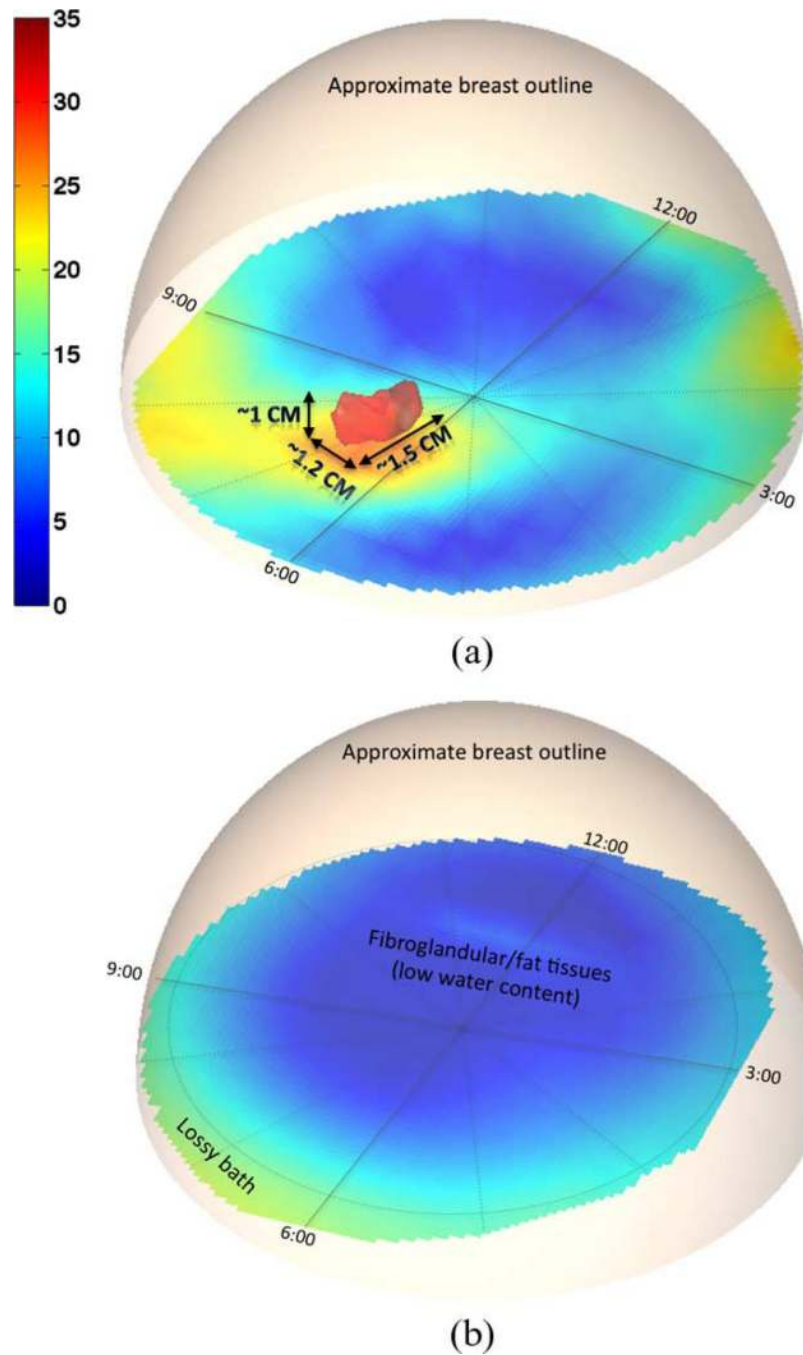 35
30
25
20
15
10
5
0
Approximate breast outline
12:00
9:00
~1 CM
~1.2 CM
~1.5 CM
3:00
6:00
(a)
Approximate breast outline
12:00
Fibroglandular/fat tissues
(low water content)
9:00
3:00
Lossy bath
6:00
(b)